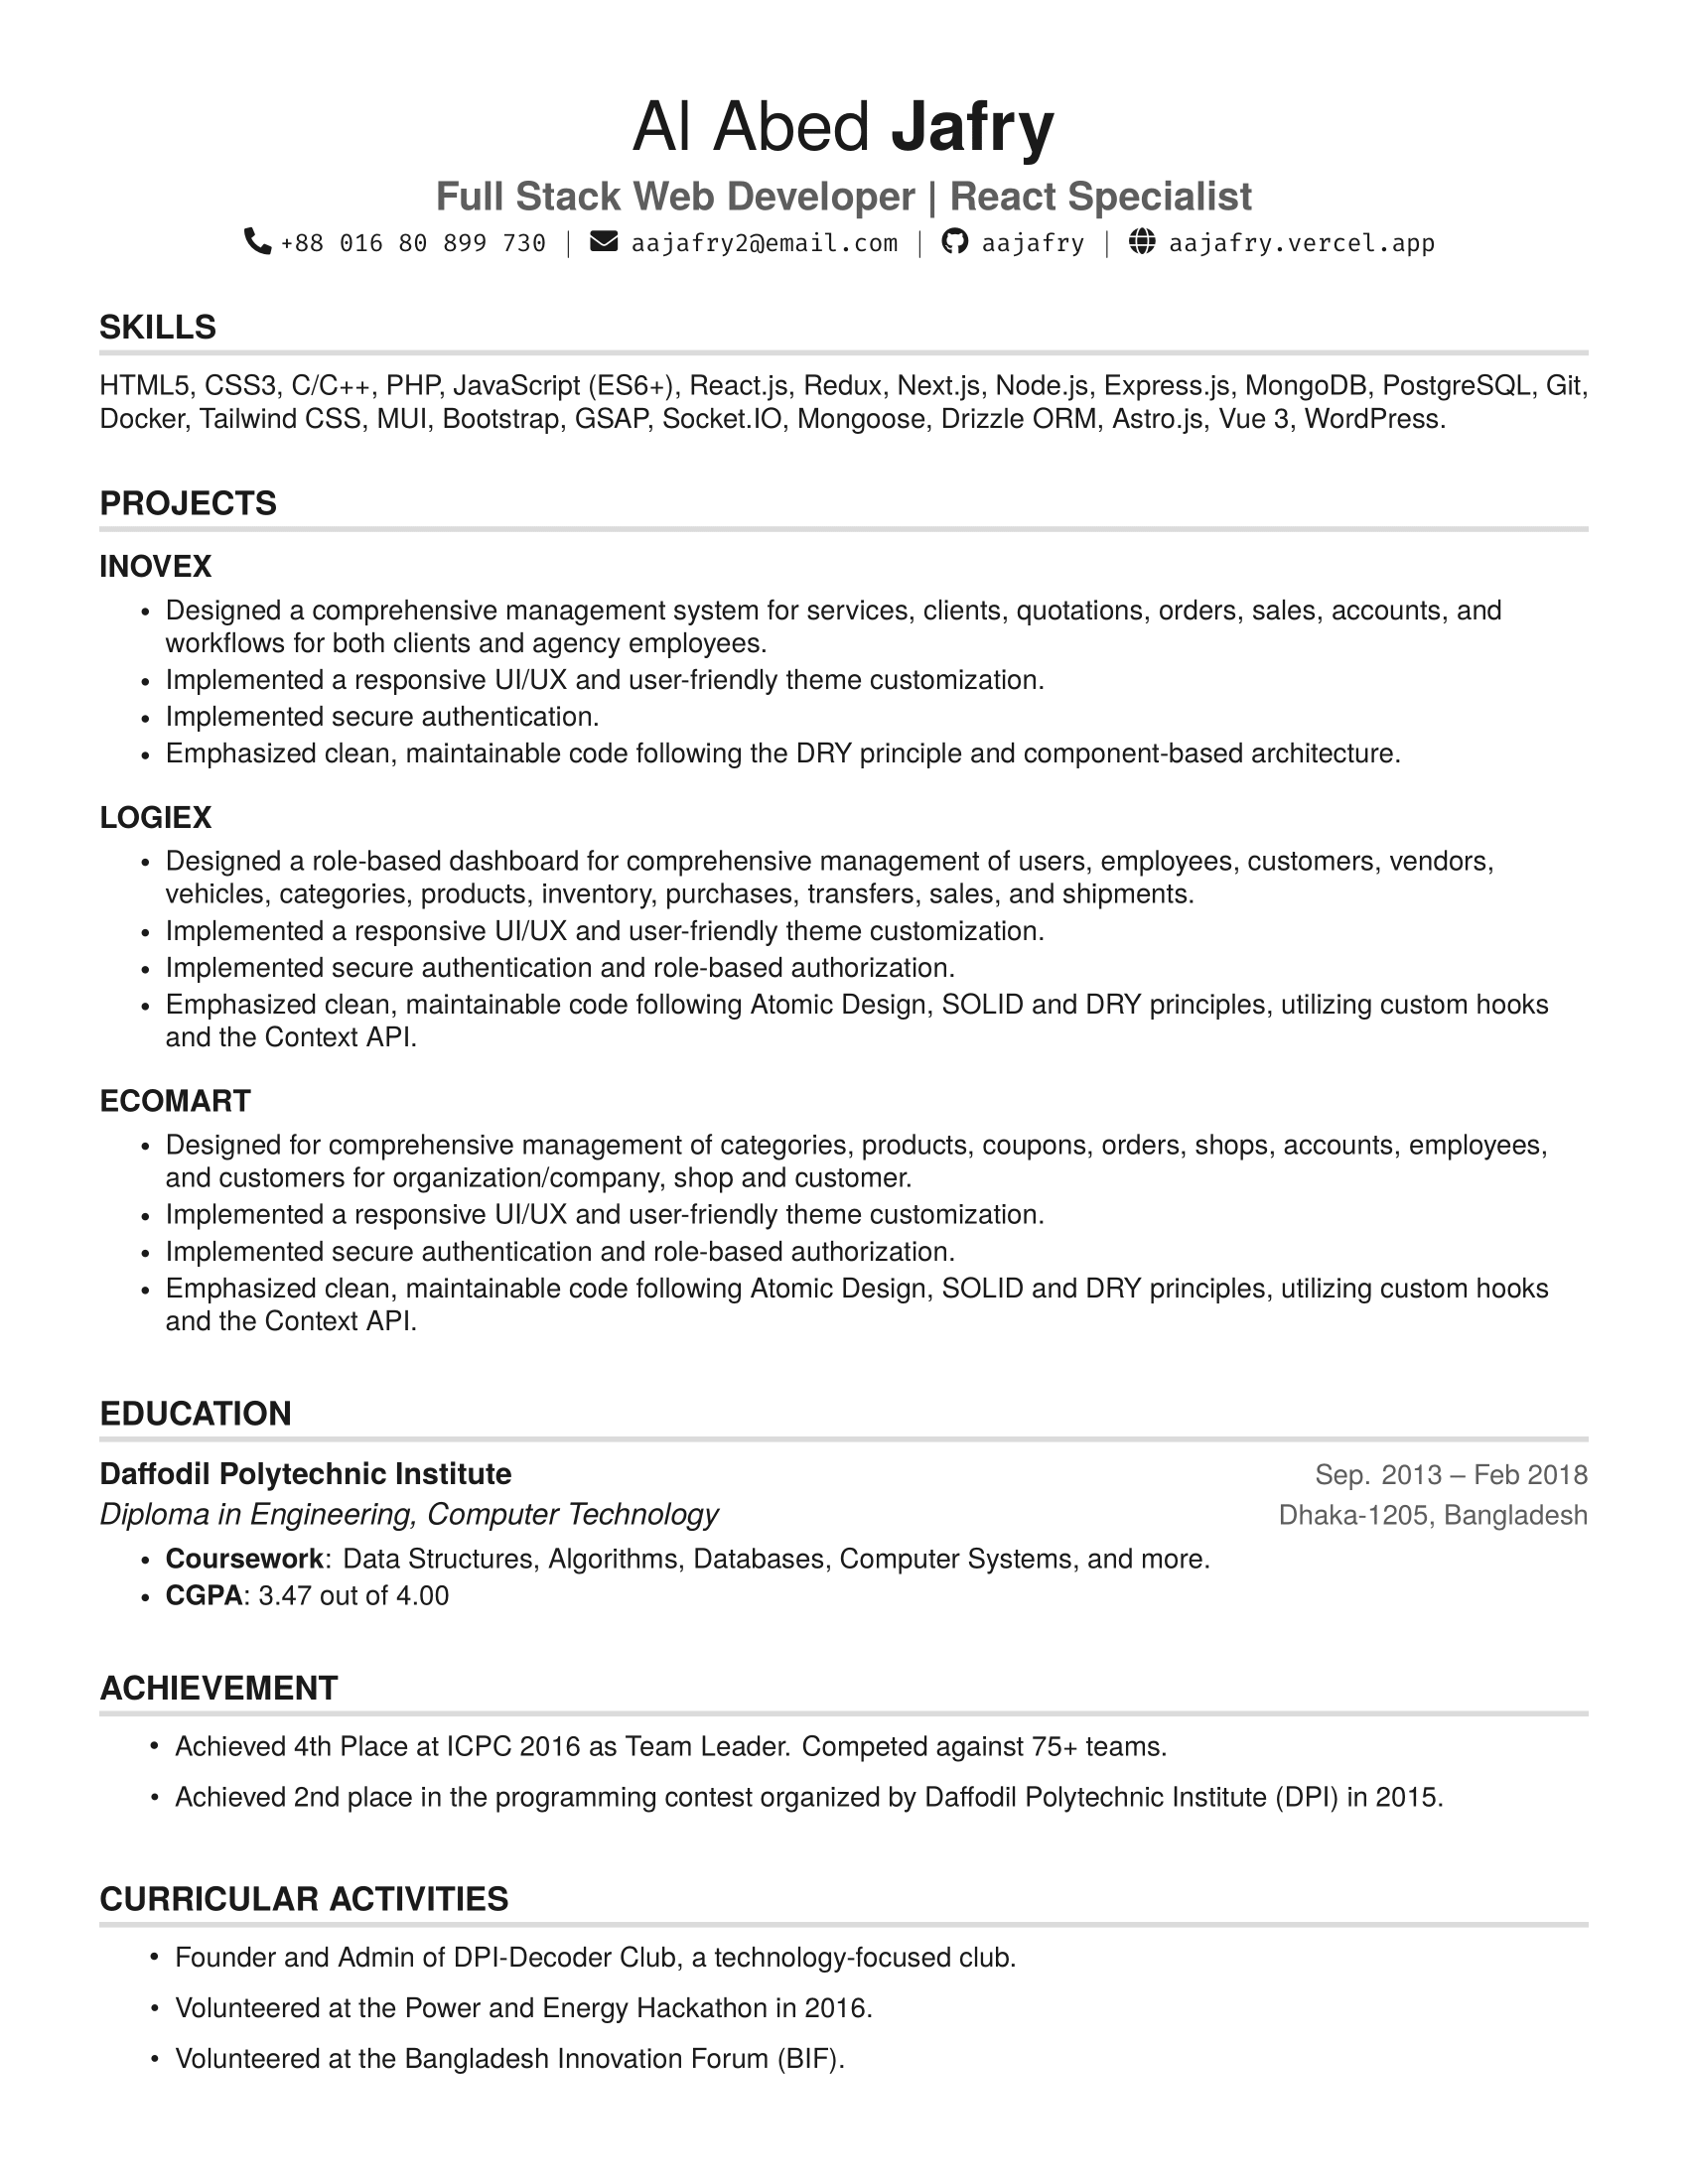 Al Abed Jafry
Full Stack Web Developer | React Specialist
+88 016 80 899 730 | aajafry2@email.com | aajafry | aajafry.vercel.app
SKILLS
HTML5, CSS3, C/C++, PHP, JavaScript (ES6+), React.js, Redux, Next.js, Node.js, Express.js, MongoDB, PostgreSQL, Git,
Docker, Tailwind CSS, MUI, Bootstrap, GSAP, Socket.IO, Mongoose, Drizzle ORM, Astro.js, Vue 3, WordPress.
PROJECTS
INOVEX
• Designed a comprehensive management system for services, clients, quotations, orders, sales, accounts, and
workflows for both clients and agency employees.
• Implemented a responsive UI/UX and user-friendly theme customization.
• Implemented secure authentication.
• Emphasized clean, maintainable code following the DRY principle and component-based architecture.
LOGIEX
• Designed a role-based dashboard for comprehensive management of users, employees, customers, vendors,
vehicles, categories, products, inventory, purchases, transfers, sales, and shipments.
• Implemented a responsive UI/UX and user-friendly theme customization.
• Implemented secure authentication and role-based authorization.
• Emphasized clean, maintainable code following Atomic Design, SOLID and DRY principles, utilizing custom hooks
and the Context API.
ECOMART
• Designed for comprehensive management of categories, products, coupons, orders, shops, accounts, employees,
and customers for organization/company, shop and customer.
• Implemented a responsive UI/UX and user-friendly theme customization.
• Implemented secure authentication and role-based authorization.
• Emphasized clean, maintainable code following Atomic Design, SOLID and DRY principles, utilizing custom hooks
and the Context API.
EDUCATION
Daffodil Polytechnic Institute Sep. 2013 – Feb 2018
Diploma in Engineering, Computer Technology Dhaka-1205, Bangladesh
• Coursework: Data Structures, Algorithms, Databases, Computer Systems, and more.
• CGPA: 3.47 out of 4.00
ACHIEVEMENT
• Achieved 4th Place at ICPC 2016 as Team Leader. Competed against 75+ teams.
• Achieved 2nd place in the programming contest organized by Daffodil Polytechnic Institute (DPI) in 2015.
CURRICULAR ACTIVITIES
• Founder and Admin of DPI-Decoder Club, a technology-focused club.
• Volunteered at the Power and Energy Hackathon in 2016.
• Volunteered at the Bangladesh Innovation Forum (BIF).